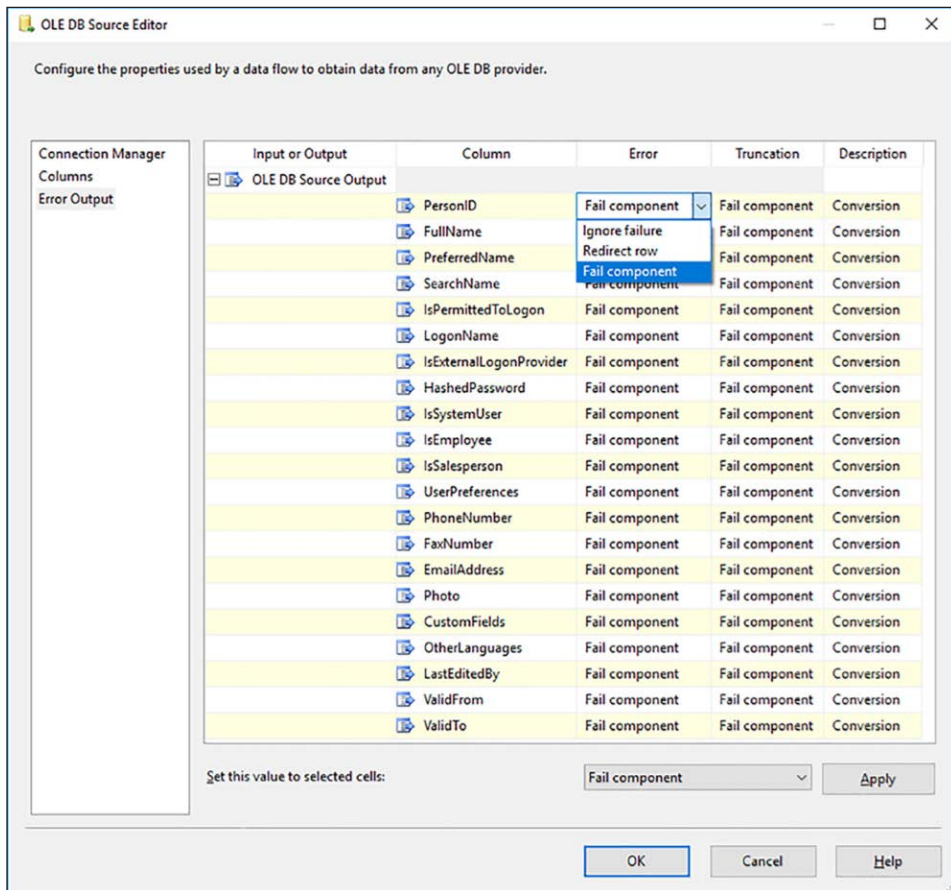 OLE DB Source Editor
Configure the properties used by a data flow to obtain data from any OLE DB provider.
Connection Manager
Columns
Error Output
Input or Output Column Error Truncation Description
OLE DB Source Output
PersonID Fail component Fail component Conversion
Ignore failure
Redirect row
Fail component
FullName Fail component Conversion
PreferredName Fail component Conversion
SearchName Fail component Fail component Conversion
IsPermittedToLogon Fail component Fail component Conversion
LogonName Fail component Fail component Conversion
IsExternalLogonProvider Fail component Fail component Conversion
HashedPassword Fail component Fail component Conversion
IsSystemUser Fail component Fail component Conversion
IsEmployee Fail component Fail component Conversion
IsSalesperson Fail component Fail component Conversion
UserPreferences Fail component Fail component Conversion
PhoneNumber Fail component Fail component Conversion
FaxNumber Fail component Fail component Conversion
EmailAddress Fail component Fail component Conversion
Photo Fail component Fail component Conversion
CustomFields Fail component Fail component Conversion
OtherLanguages Fail component Fail component Conversion
LastEditedBy Fail component Fail component Conversion
ValidFrom Fail component Fail component Conversion
ValidTo Fail component Fail component Conversion
Set this value to selected cells: Fail component Apply
OK Cancel Help